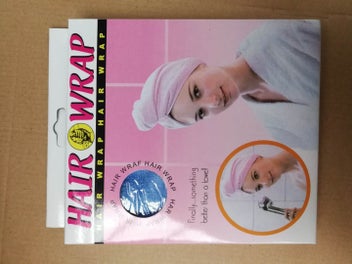 HAIR WRAP
HAIR WRAP HAIR WRAP
HAIR WRAP HAIR WRAP HAIR
Finally...something
better than a towel!